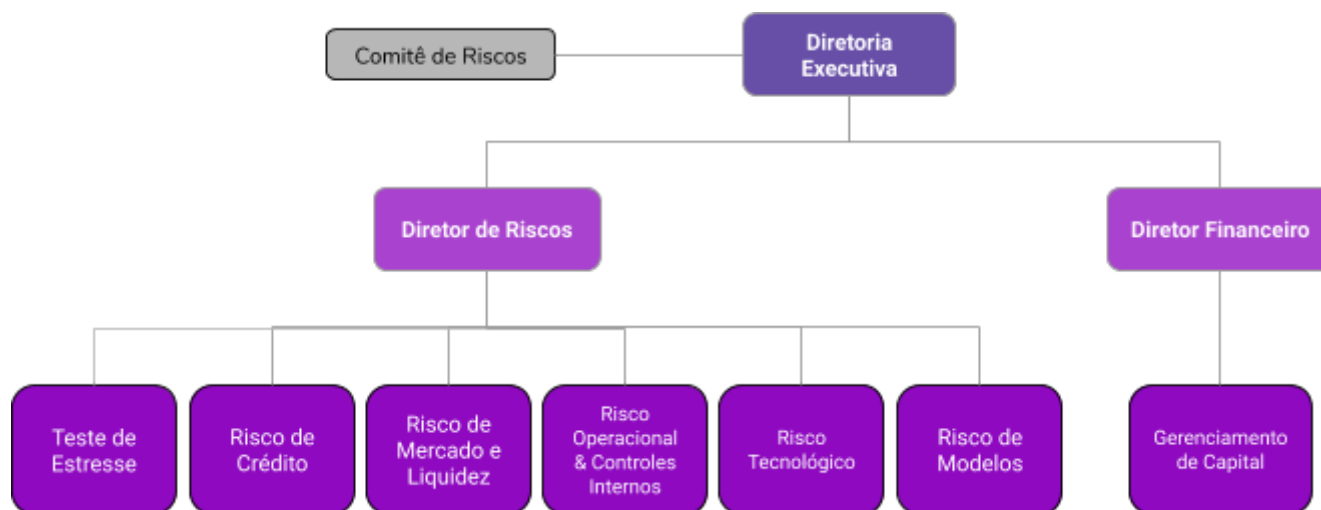 Comitê de Riscos
Diretoria
Executiva
Diretor de Riscos
Diretor Financeiro
Teste de
Estresse
Risco de
Crédito
Risco de
Mercado e
Liquidez
Risco
Operacional
& Controles
Internos
Risco
Tecnológico
Risco de
Modelos
Gerenciamento
de Capital